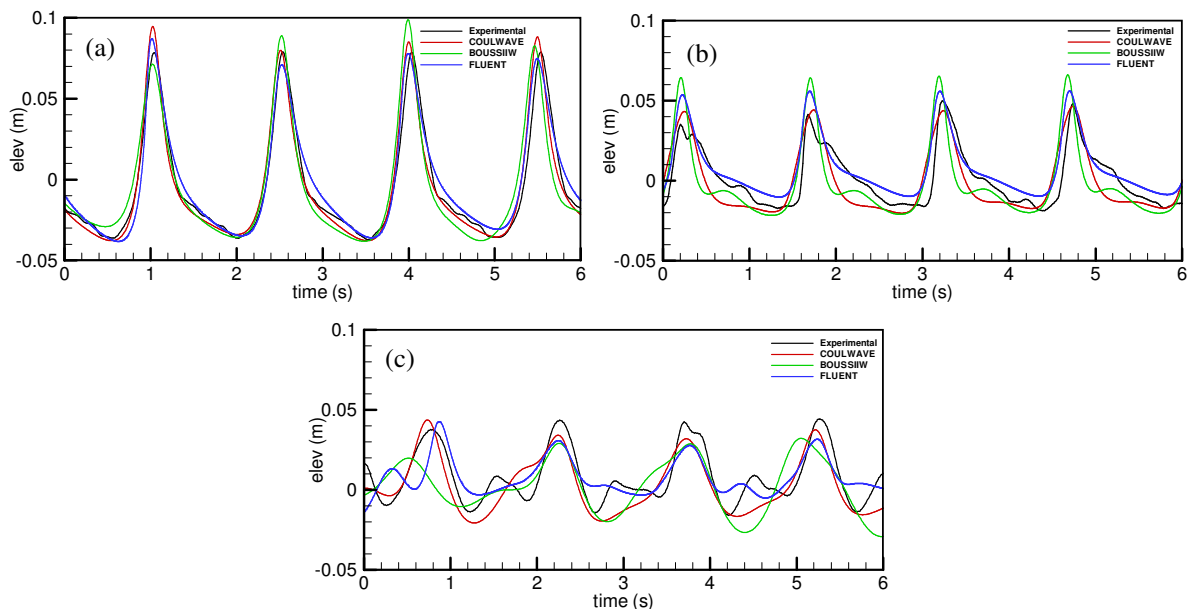 0.1
(a)
Experimental
COULWAVE
BOUSSIIW
FLUENT
0.05
elev (m)
0
-0.05
0 1 2 3 4 5 6
time (s)
0.1
(b)
Experimental
COULWAVE
BOUSSIIW
FLUENT
0.05
elev (m)
0
-0.05
0 1 2 3 4 5 6
time (s)
0.1
(c)
Experimental
COULWAVE
BOUSSIIW
FLUENT
0.05
elev (m)
0
-0.05
0 1 2 3 4 5 6
time (s)